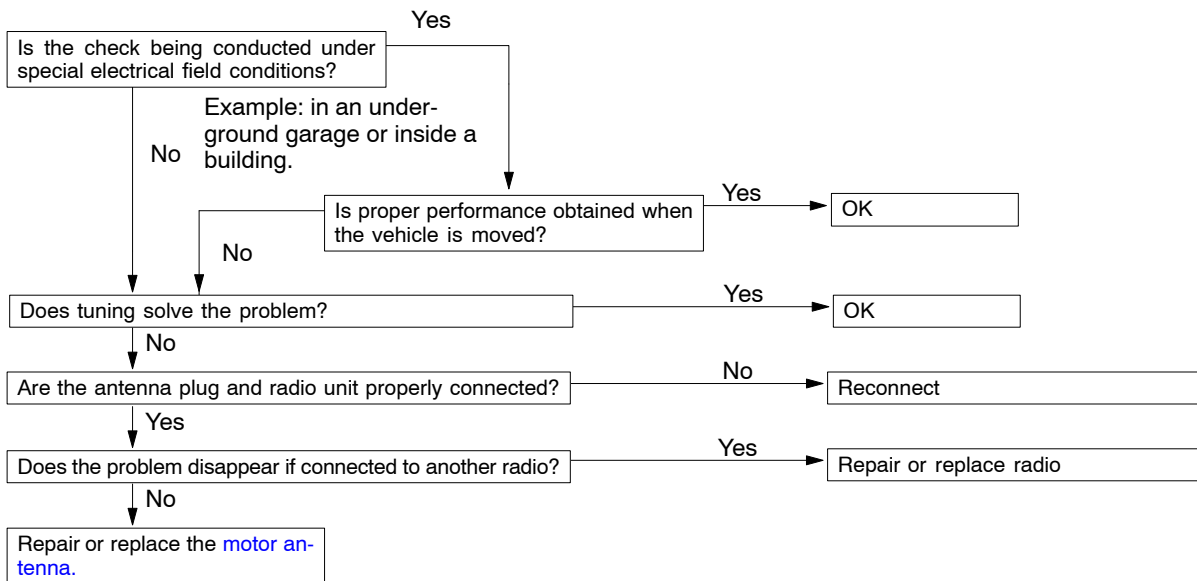 Yes
Is the check being conducted under
special electrical field conditions?
Example: in an under-
ground garage or inside a
building.
No
Is proper performance obtained when
the vehicle is moved?
Yes
OK
No
Does tuning solve the problem?
Yes
OK
No
Are the antenna plug and radio unit properly connected?
No
Reconnect
Yes
Does the problem disappear if connected to another radio?
Yes
Repair or replace radio
No
Repair or replace the motor an-
tenna.